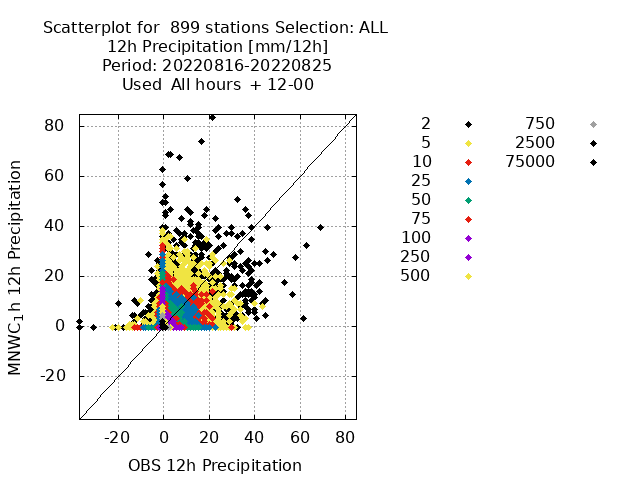 Scatterplot for 899 stations Selection: ALL
12h Precipitation [mm/12h]
Period: 20220816-20220825
Used All hours + 12-00
MNWC_1h 12h Precipitation
80
60
40
20
0
-20
-20 0 20 40 60 80
OBS 12h Precipitation
2
5
10
25
50
75
100
250
500
750
2500
75000